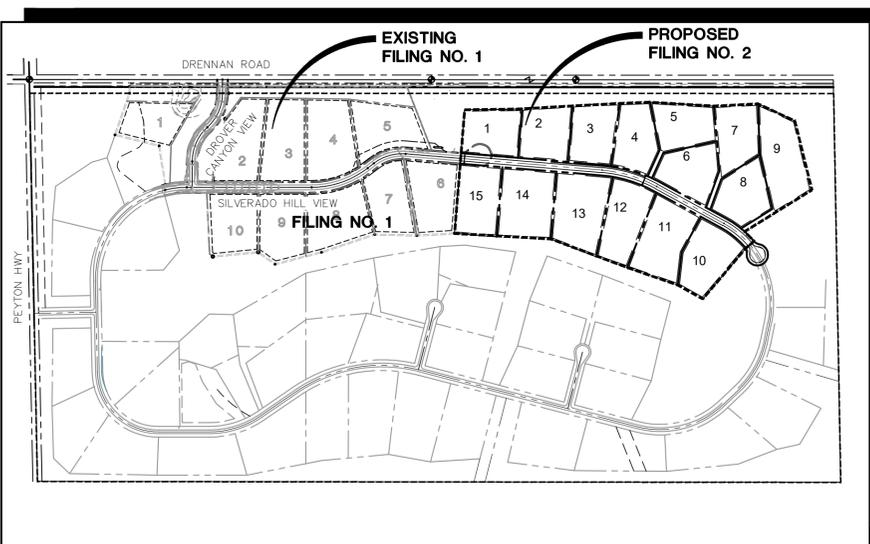 EXISTING
FILING NO. 1
PROPOSED
FILING NO. 2
DRENNAN ROAD
PEYTON HWY
DROVER
CANYON VIEW
SILVERADO HILL VIEW
FILING NO. 1
1
2
3
4
5
6
7
8
9
10
1
2
3
4
5
6
7
8
9
10
11
12
13
14
15